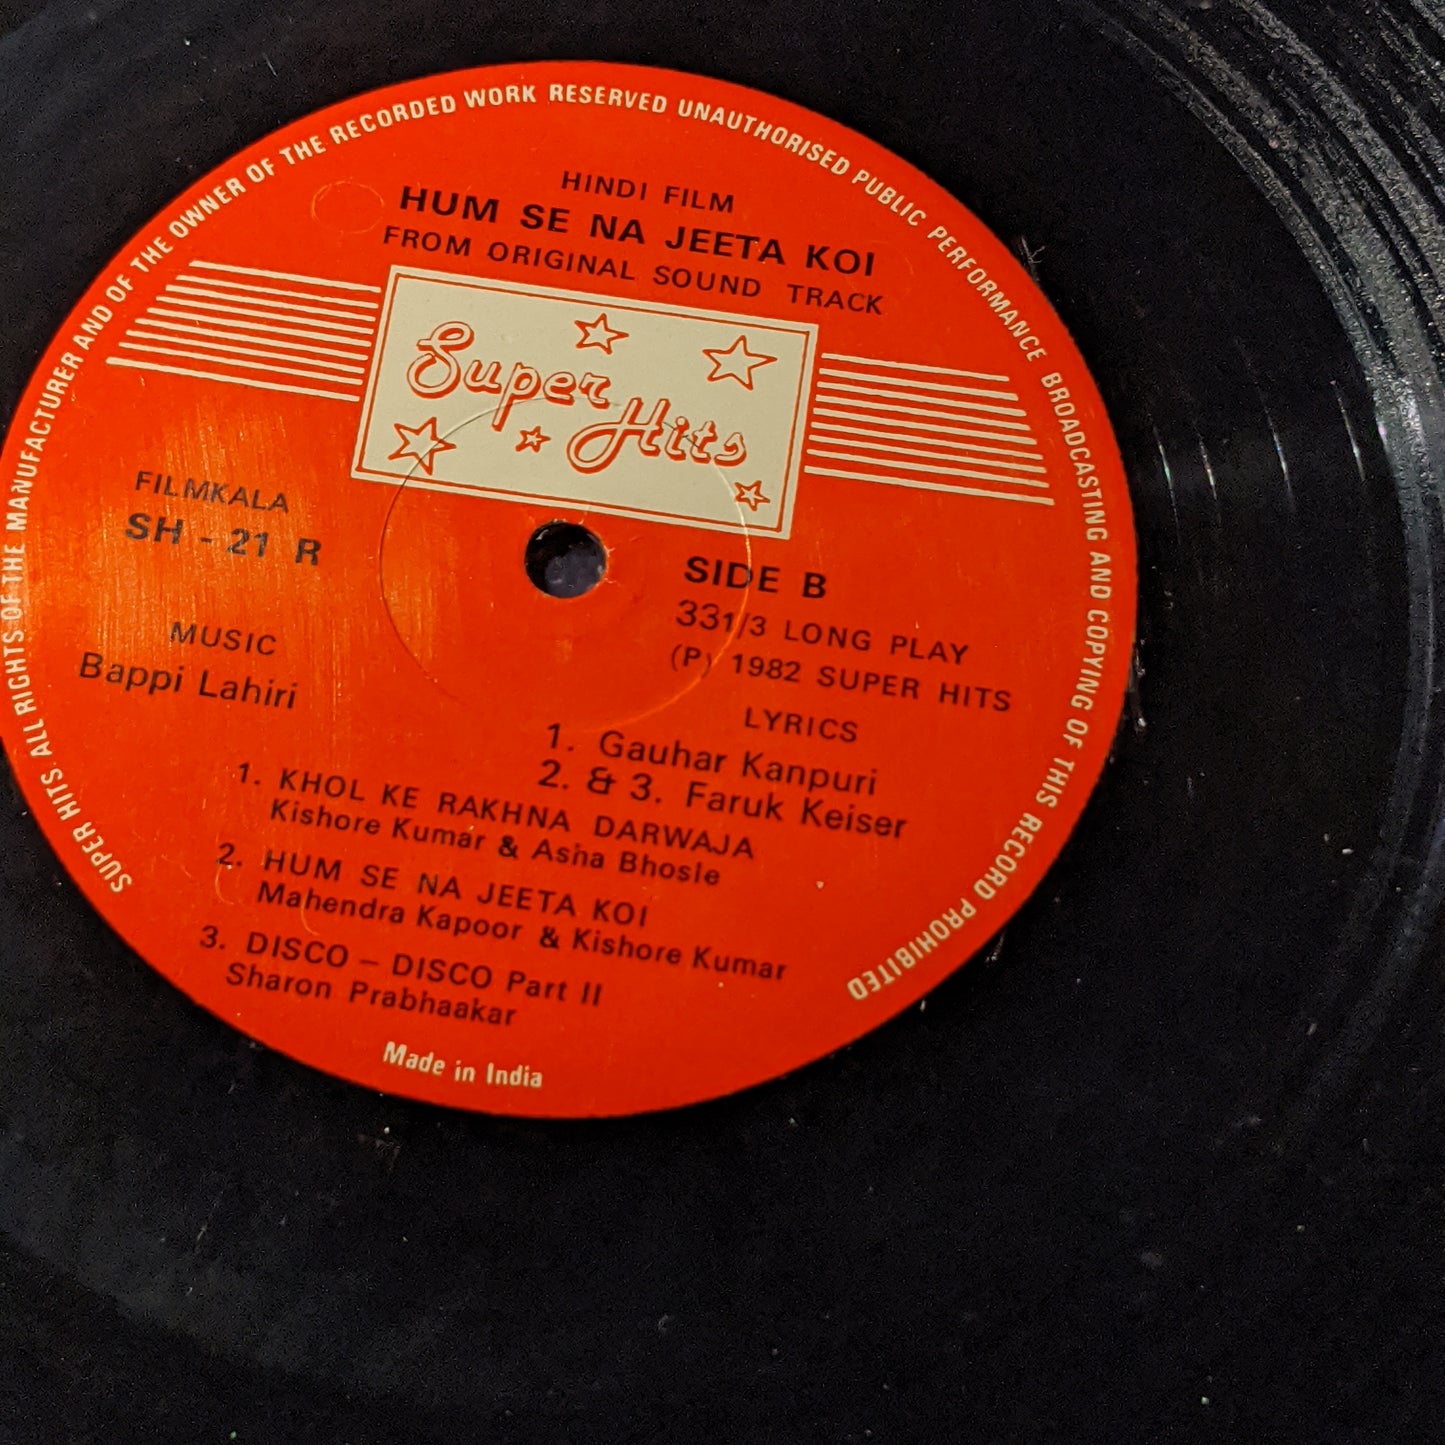 SUPER HITS. ALL RIGHTS OF THE MANUFACTURER AND OF THE OWNER OF THE RECORDED WORK RESERVED UNAUTHORISED PUBLIC PERFORMANCE BROADCASTING AND COPYING OF THIS RECORD PROHIBITED
HINDI FILM
HUM SE NA JEETA KOI
FROM ORIGINAL SOUND TRACK
Super
Hits
FILMKALA
SH - 21 R
SIDE B
33 1/3 LONG PLAY
(P) 1982 SUPER HITS
MUSIC
Bappi Lahiri
LYRICS
1. Gauhar Kanpuri
2. & 3. Faruk Keiser
1. KHOL KE RAKHNA DARWAJA
Kishore Kumar & Asha Bhosle
2. HUM SE NA JEETA KOI
Mahendra Kapoor & Kishore Kumar
3. DISCO – DISCO Part II
Sharon Prabhaakar
Made in India